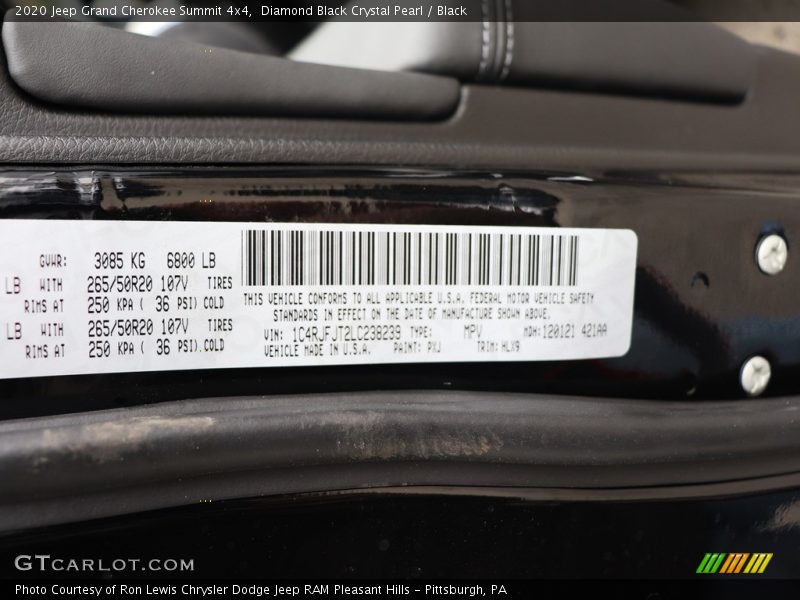 2020 Jeep Grand Cherokee Summit 4x4, Diamond Black Crystal Pearl / Black
GVWR: 3085 KG 6800 LB
LB WITH 265/50R20 107V TIRES
RIMS AT 250 KPA ( 36 PSI) COLD
LB WITH 265/50R20 107V TIRES
RIMS AT 250 KPA ( 36 PSI) COLD
THIS VEHICLE CONFORMS TO ALL APPLICABLE U.S.A. FEDERAL MOTOR VEHICLE SAFETY
STANDARDS IN EFFECT ON THE DATE OF MANUFACTURE SHOWN ABOVE.
VIN: 1C4RJFJT2LC238239 TYPE: MPV MDH: 120121 421AA
VEHICLE MADE IN U.S.A. PAINT: PXJ TRIM: HLX9
GTCARLOT.COM
Photo Courtesy of Ron Lewis Chrysler Dodge Jeep RAM Pleasant Hills - Pittsburgh, PA